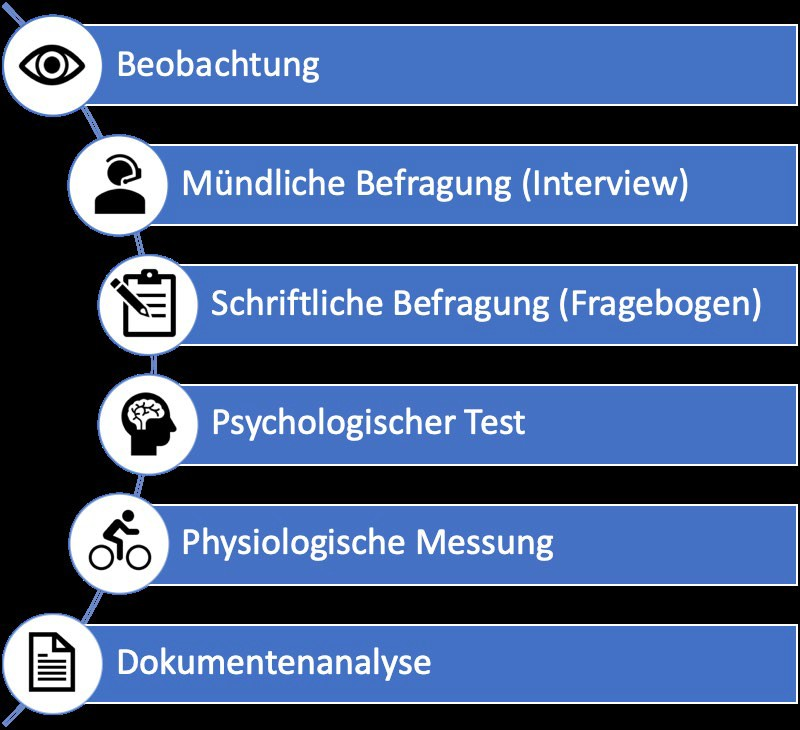 Beobachtung
Mündliche Befragung (Interview)
Schriftliche Befragung (Fragebogen)
Psychologischer Test
Physiologische Messung
Dokumentenanalyse